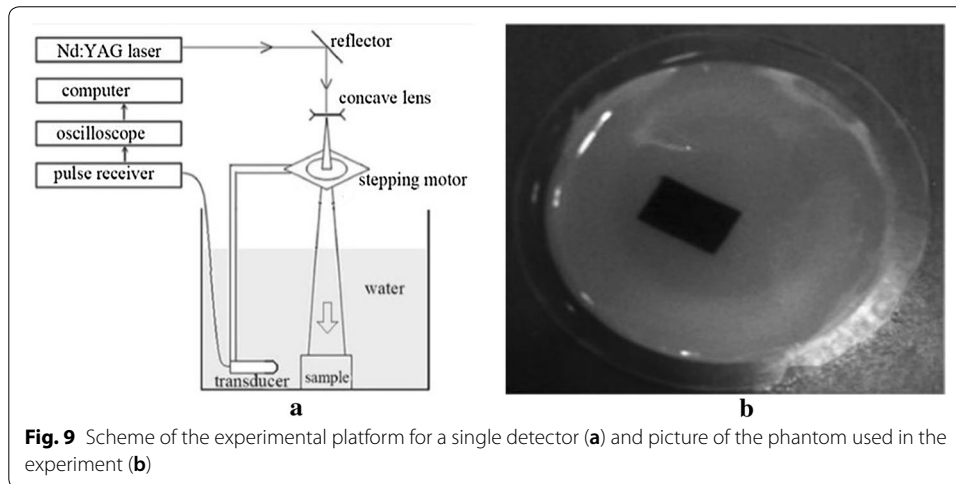 Nd:YAG laser
reflector
computer
concave lens
oscilloscope
pulse receiver
stepping motor
water
transducer
sample
a
b
Fig. 9 Scheme of the experimental platform for a single detector (a) and picture of the phantom used in the
experiment (b)